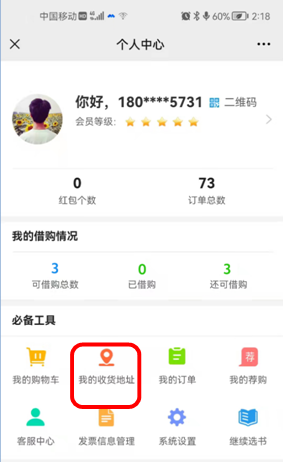 中国移动 HD 4G 60% 2:18
个人中心
你好，180****5731 二维码
会员等级：
0 73
红包个数 订单总数
我的借购情况
3 0 3
可借购总数 已借购 还可借购
必备工具
我的购物车 我的收货地址 我的订单 荐 我的荐购
客服中心 发票信息管理 系统设置 继续选书